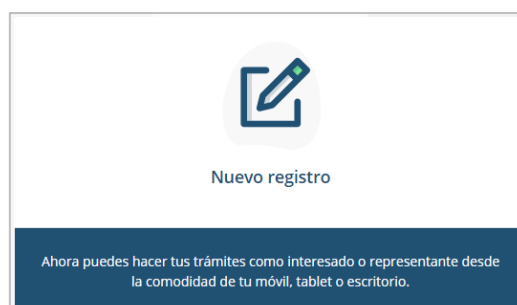 Nuevo registro
Ahora puedes hacer tus trámites como interesado o representante desde
la comodidad de tu móvil, tablet o escritorio.